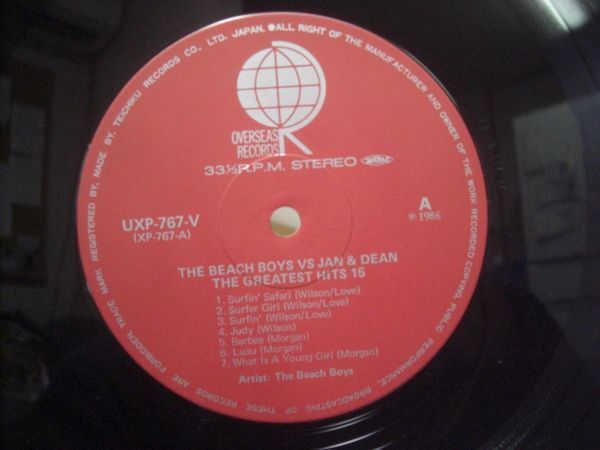 REGISTERED BY, MADE BY, TEICHIKU RECORDS CO., LTD. JAPAN. ●ALL RIGHT OF THE MANUFACTURER AND OWNER OF THE WORK RECORDED COPYING, PUBLIC PERFORMANCE, BROADCASTING OF THESE RECORDS ARE FORBIDDEN, TRADE MARK
OVERSEAS
RECORDS
33⅓R.P.M. STEREO
UXP-767-V
(XP-767-A)
A
℗ 1986
THE BEACH BOYS VS JAN & DEAN
THE GREATEST HITS 15
1. Surfin' Safari (Wilson/Love)
2. Surfer Girl (Wilson/Love)
3. Surfin' (Wilson/Love)
4. Judy (Wilson)
5. Barbee (Morgan)
6. Luau (Morgan)
7. What Is A Young Girl (Morgan)
Artist: The Beach Boys